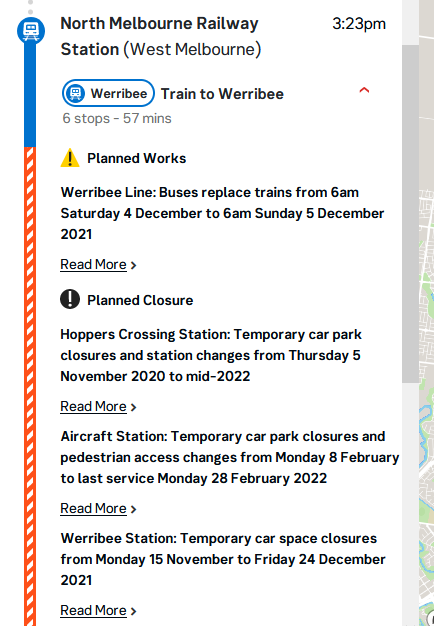 North Melbourne Railway 3:23pm
Station (West Melbourne)
Werribee Train to Werribee
6 stops - 57 mins
Planned Works
Werribee Line: Buses replace trains from 6am
Saturday 4 December to 6am Sunday 5 December
2021
Read More
Planned Closure
Hoppers Crossing Station: Temporary car park
closures and station changes from Thursday 5
November 2020 to mid-2022
Read More
Aircraft Station: Temporary car park closures and
pedestrian access changes from Monday 8 February
to last service Monday 28 February 2022
Read More
Werribee Station: Temporary car space closures
from Monday 15 November to Friday 24 December
2021
Read More